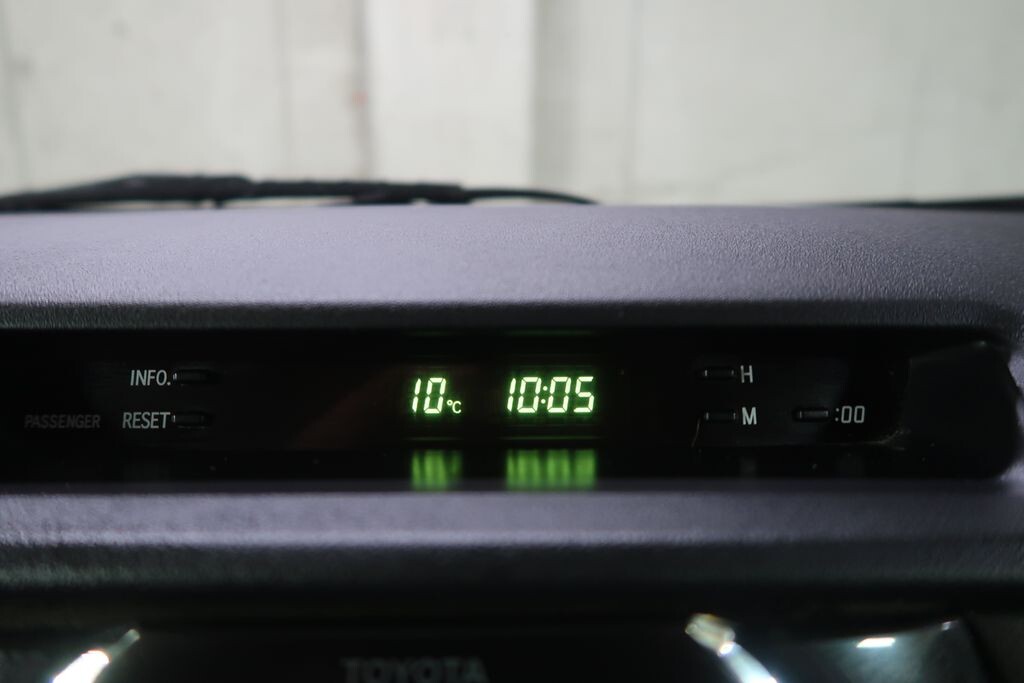 INFO. 10°C 10:05 H
PASSENGER RESET M :00
TOYOTA